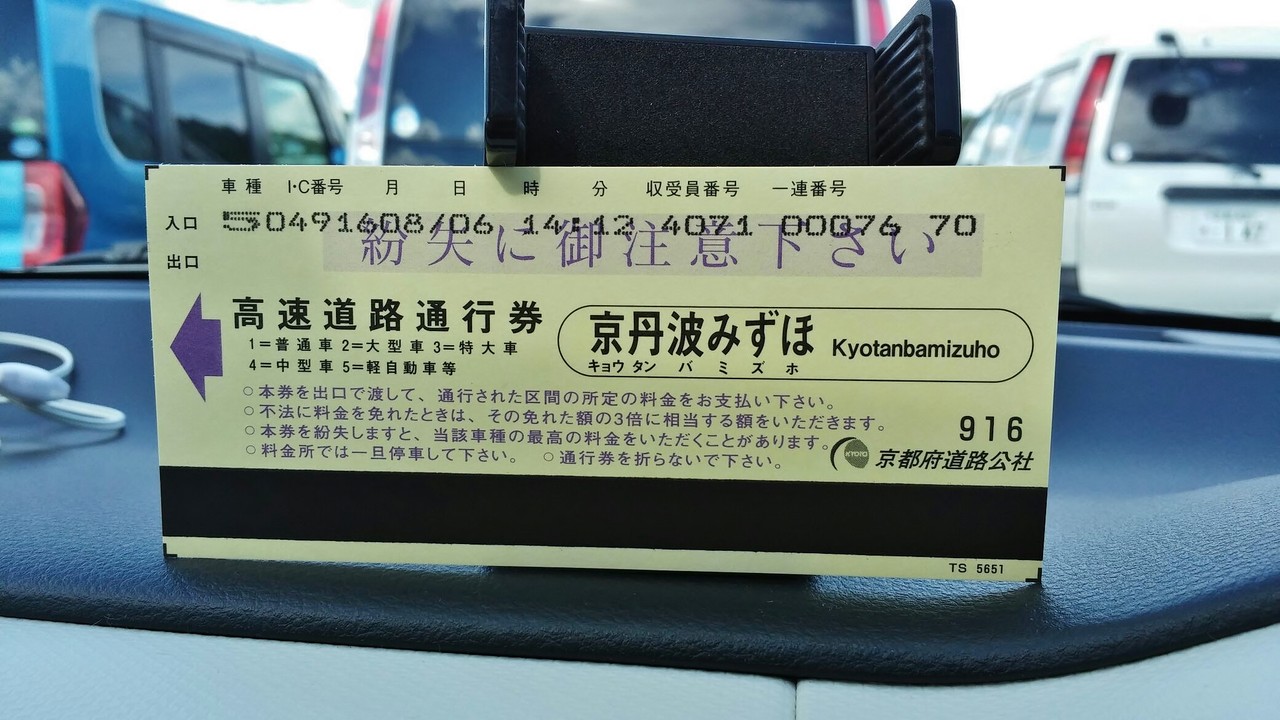 車種 I・C番号 月 日 時 分 収受員番号 一連番号
入口 5 0491608/06 14:12 4071 00076 70
紛失に御注意下さい
出口
高速道路通行券
1=普通車 2=大型車 3=特大車
4=中型車 5=軽自動車等
京丹波みずほ Kyotanbamizuho
キョウ タン バ ミ ズ ホ
○本券を出口で渡して、通行された区間の所定の料金をお支払い下さい。
○不法に料金を免れたときは、その免れた額の3倍に相当する額をいただきます。
○本券を紛失しますと、当該車種の最高の料金をいただくことがあります。
○料金所では一旦停車して下さい。 ○通行券を折らないで下さい。
916
KYOTO 京都府道路公社
TS 5651